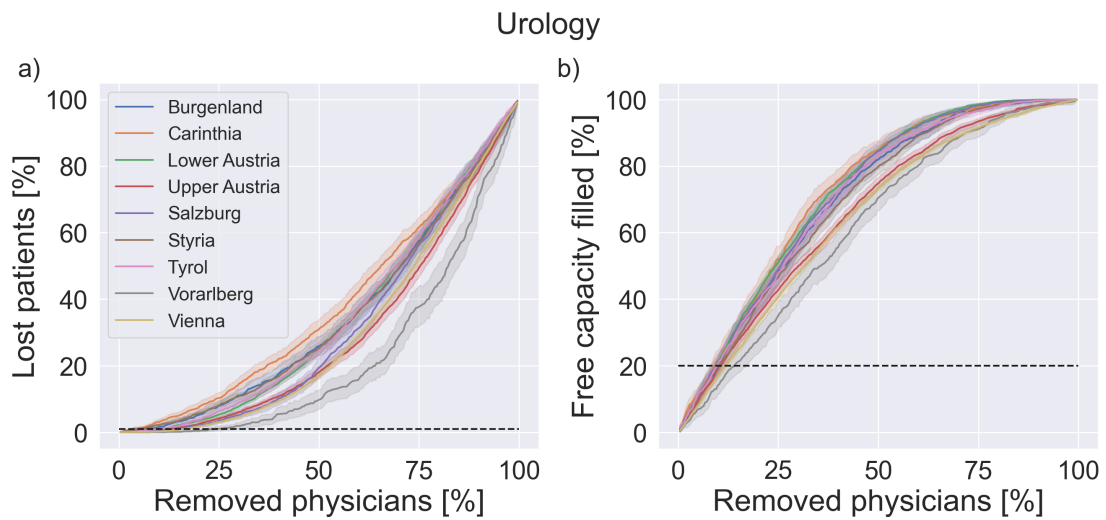 Urology
a)
Lost patients [%]
100
80
60
40
20
0
Burgenland
Carinthia
Lower Austria
Upper Austria
Salzburg
Styria
Tyrol
Vorarlberg
Vienna
0 25 50 75 100
Removed physicians [%]
b)
Free capacity filled [%]
100
80
60
40
20
0
0 25 50 75 100
Removed physicians [%]